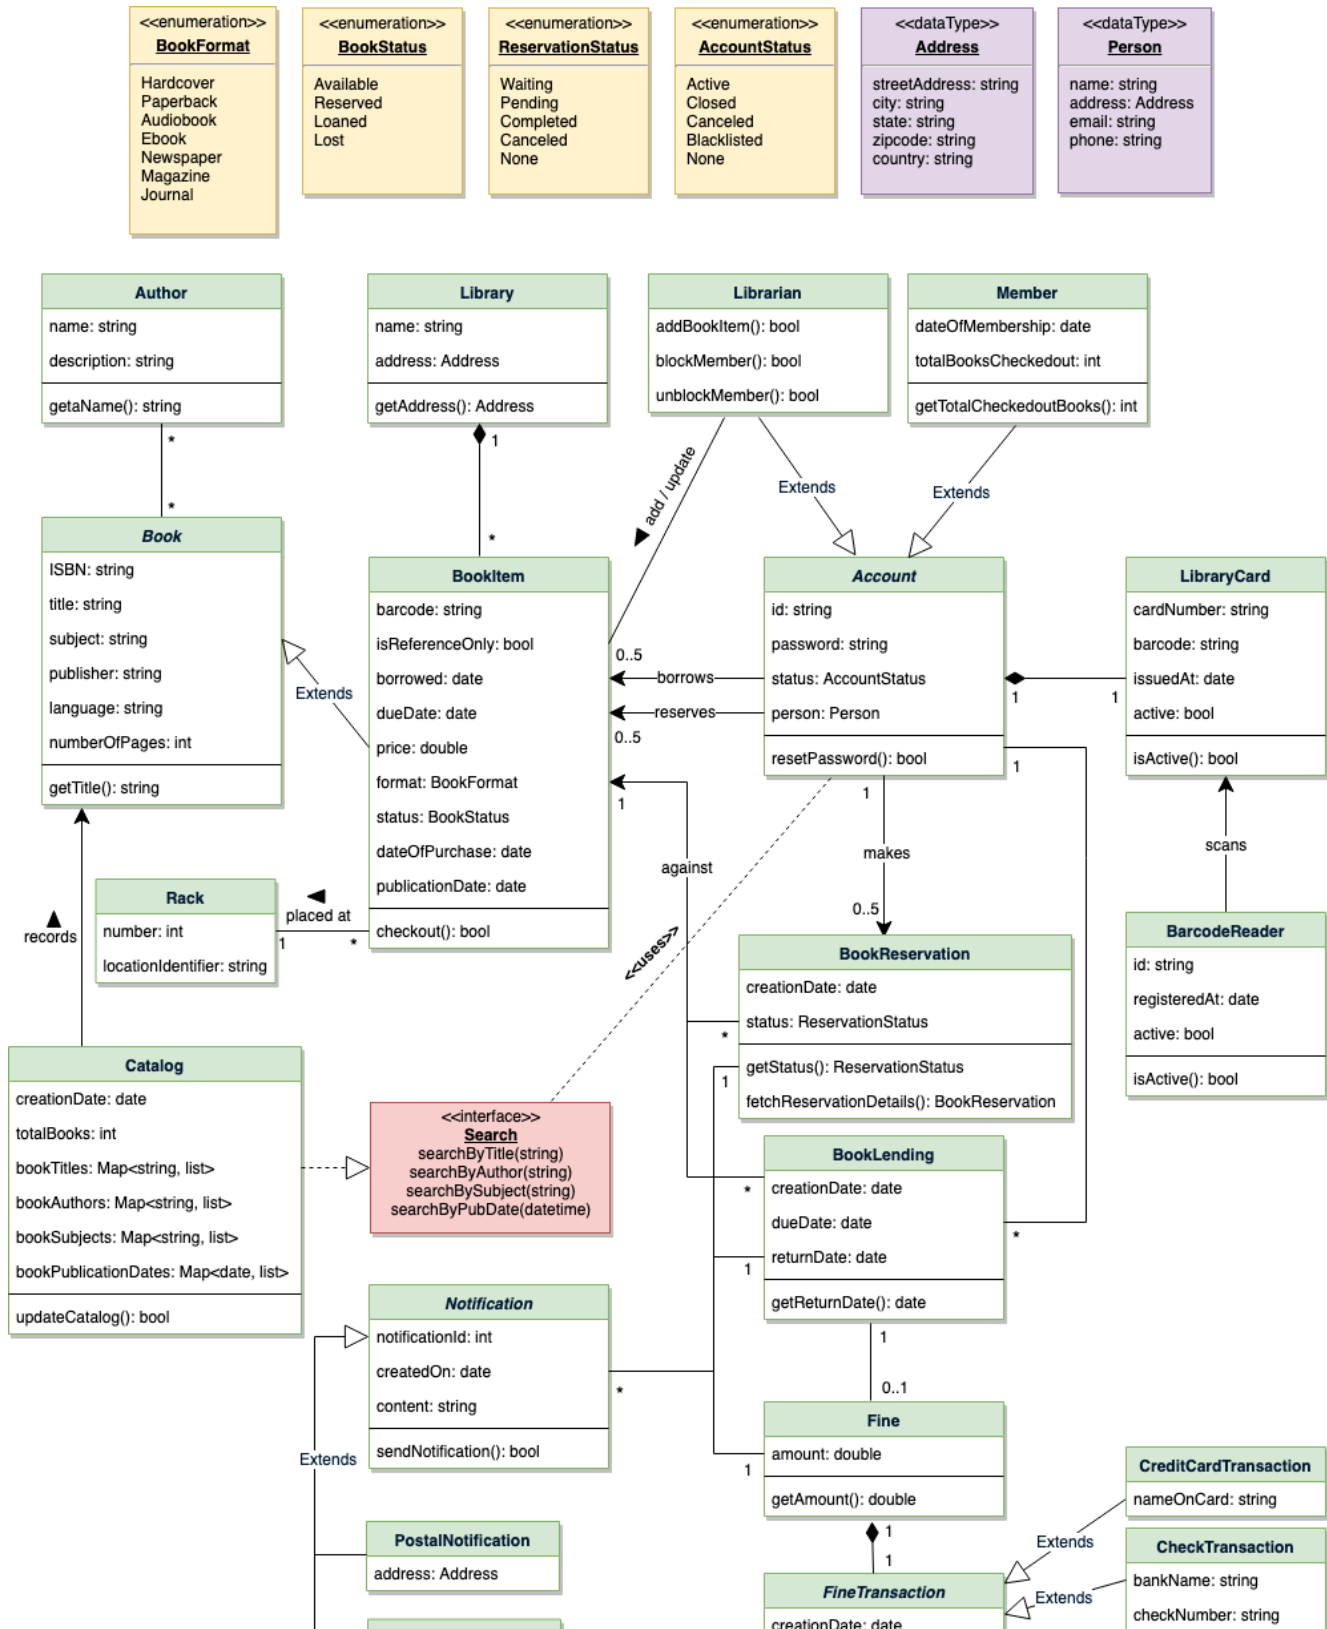 <<enumeration>>
BookFormat
Hardcover
Paperback
Audiobook
Ebook
Newspaper
Magazine
Journal
<<enumeration>>
BookStatus
Available
Reserved
Loaned
Lost
<<enumeration>>
ReservationStatus
Waiting
Pending
Completed
Canceled
None
<<enumeration>>
AccountStatus
Active
Closed
Canceled
Blacklisted
None
<<dataType>>
Address
streetAddress: string
city: string
state: string
zipcode: string
country: string
<<dataType>>
Person
name: string
address: Address
email: string
phone: string
Author
name: string
description: string
getaName(): string
*
*
Library
name: string
address: Address
getAddress(): Address
1
*
Librarian
addBookItem(): bool
blockMember(): bool
unblockMember(): bool
add / update
Extends
Member
dateOfMembership: date
totalBooksCheckedout: int
getTotalCheckedoutBooks(): int
Extends
Book
ISBN: string
title: string
subject: string
publisher: string
language: string
numberOfPages: int
getTitle(): string
Extends
BookItem
barcode: string
isReferenceOnly: bool
borrowed: date
dueDate: date
price: double
format: BookFormat
status: BookStatus
dateOfPurchase: date
publicationDate: date
checkout(): bool
0..5
borrows
reserves
0..5
1
against
Account
id: string
password: string
status: AccountStatus
person: Person
resetPassword(): bool
1
1
1
1
makes
0..5
<<uses>>
LibraryCard
cardNumber: string
barcode: string
issuedAt: date
active: bool
isActive(): bool
scans
Rack
number: int
locationIdentifier: string
placed at
1
*
records
BarcodeReader
id: string
registeredAt: date
active: bool
isActive(): bool
BookReservation
creationDate: date
status: ReservationStatus
getStatus(): ReservationStatus
fetchReservationDetails(): BookReservation
*
1
Catalog
creationDate: date
totalBooks: int
bookTitles: Map<string, list>
bookAuthors: Map<string, list>
bookSubjects: Map<string, list>
bookPublicationDates: Map<date, list>
updateCatalog(): bool
<<interface>>
Search
searchByTitle(string)
searchByAuthor(string)
searchBySubject(string)
searchByPubDate(datetime)
BookLending
creationDate: date
dueDate: date
returnDate: date
getReturnDate(): date
*
*
1
1
0..1
Notification
notificationId: int
createdOn: date
content: string
sendNotification(): bool
*
Extends
Fine
amount: double
getAmount(): double
1
1
1
PostalNotification
address: Address
FineTransaction
creationDate: date
CreditCardTransaction
nameOnCard: string
Extends
CheckTransaction
bankName: string
checkNumber: string
Extends